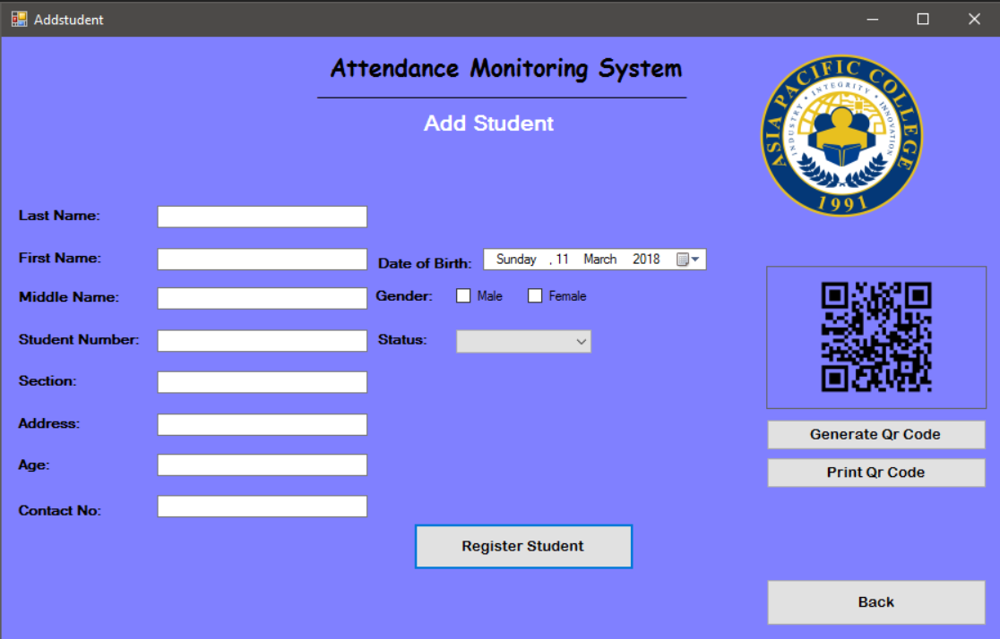 Addstudent
Attendance Monitoring System
Add Student
ASIA PACIFIC COLLEGE
INDUSTRY • INTEGRITY • INNOVATION
1991
Last Name:
First Name:
Date of Birth: Sunday , 11 March 2018
Middle Name:
Gender: Male Female
Student Number:
Status:
Section:
Address:
Age:
Contact No:
Generate Qr Code
Print Qr Code
Register Student
Back